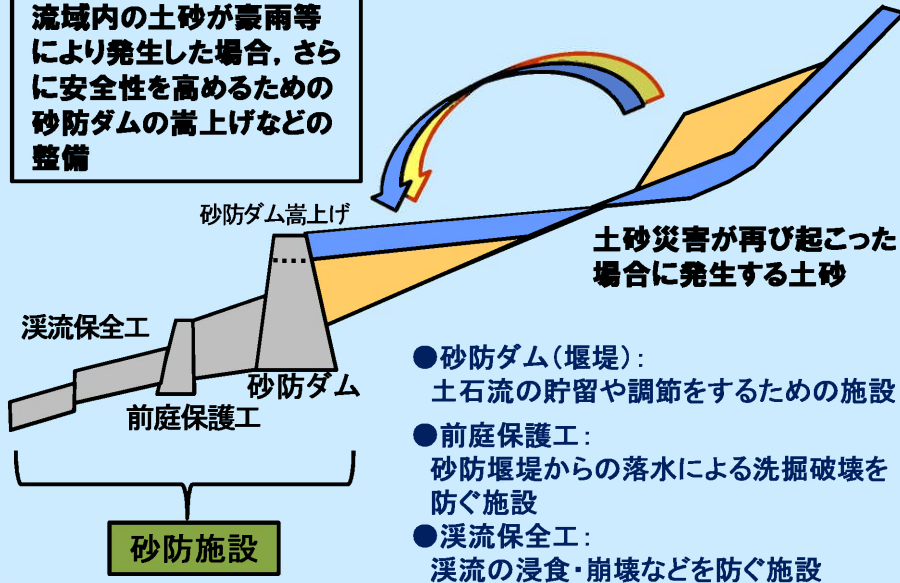 流域内の土砂が豪雨等
により発生した場合，さら
に安全性を高めるための
砂防ダムの嵩上げなどの
整備
砂防ダム嵩上げ
土砂災害が再び起こった
場合に発生する土砂
渓流保全工
砂防ダム
前庭保護工
砂防施設
●砂防ダム（堰堤）：
土石流の貯留や調節をするための施設
●前庭保護工：
砂防堰堤からの落水による洗掘破壊を
防ぐ施設
●渓流保全工：
渓流の浸食・崩壊などを防ぐ施設